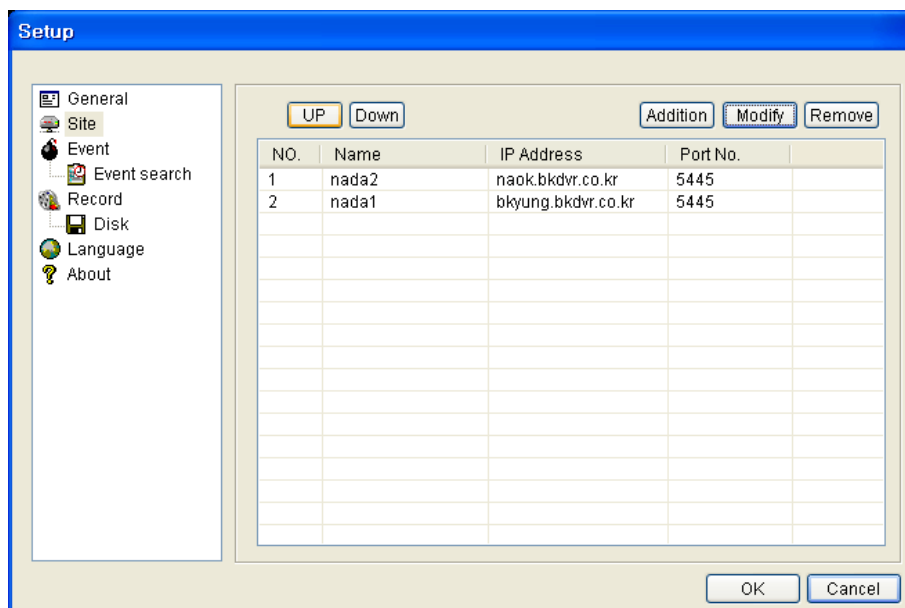 Setup
General
Site
Event
Event search
Record
Disk
Language
About
UP Down Addition Modify Remove
NO. Name IP Address Port No.
1 nada2 naok.bkdvr.co.kr 5445
2 nada1 bkyung.bkdvr.co.kr 5445
OK Cancel